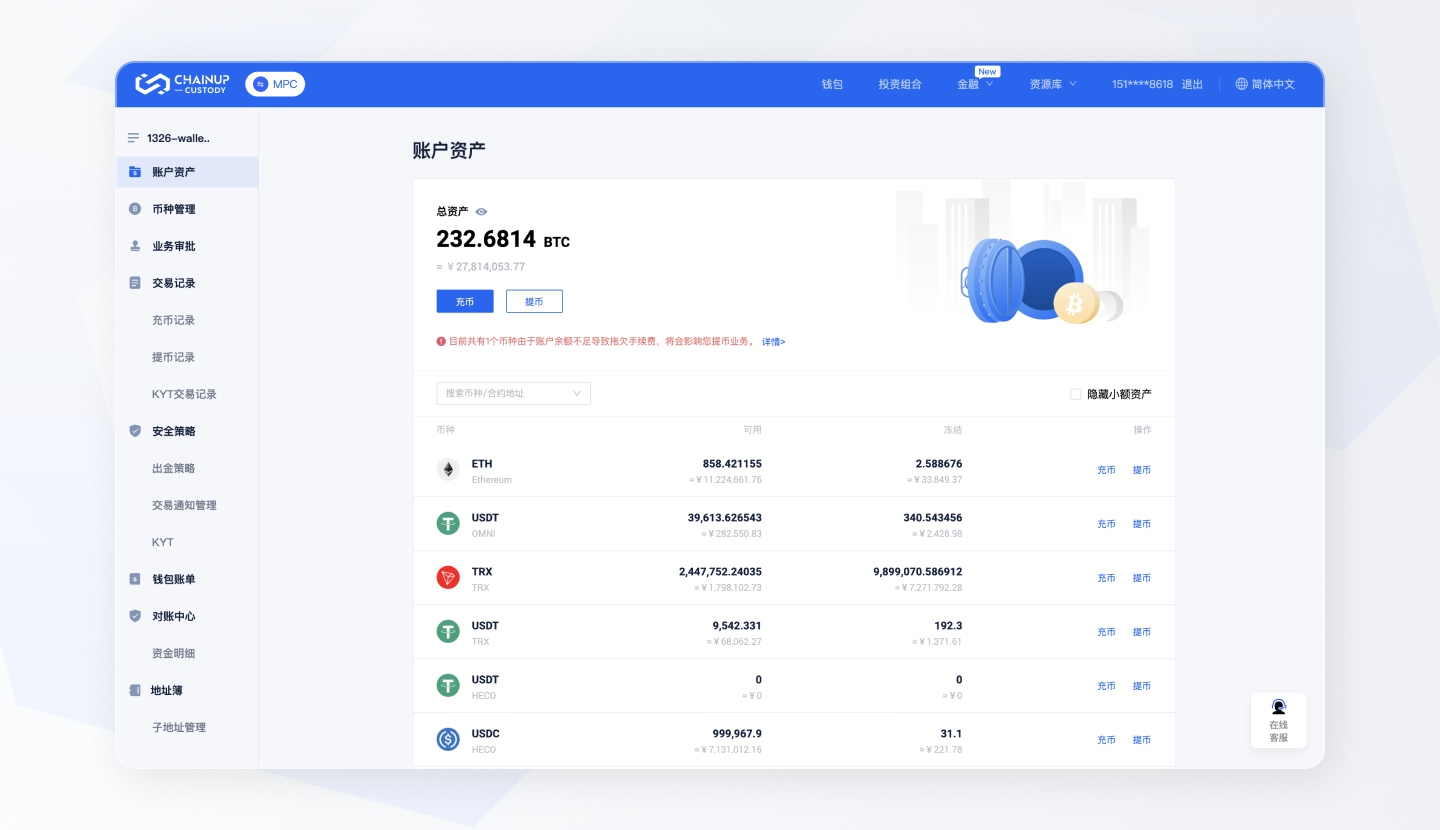 CHAINUP
CUSTODY
MPC
钱包
投资组合
金融
New
资源库
151****8618
退出
简体中文
1326-walle..
账户资产
币种管理
业务审批
交易记录
充币记录
提币记录
KYT交易记录
安全策略
出金策略
交易通知管理
KYT
钱包账单
对账中心
资金明细
地址簿
子地址管理
账户资产
总资产
232.6814 BTC
≈ ¥27,814,053.77
充币
提币
目前共有1个币种由于账户余额不足导致拖欠手续费，将会影响您提币业务。 详情>
搜索币种/合约地址
隐藏小额资产
币种 可用 冻结 操作
ETH 858.421155 2.588676
Ethereum ≈¥11,224,661.76 ≈¥33,849.37 充币 提币
USDT 39,613.626543 340.543456
OMNI ≈¥282,550.83 ≈¥2,428.98 充币 提币
TRX 2,447,752.24035 9,899,070.586912
TRX ≈¥1,798,102.73 ≈¥7,271,792.28 充币 提币
USDT 9,542.331 192.3
TRX ≈¥68,062.27 ≈¥1,371.61 充币 提币
USDT 0 0
HECO ≈¥0 ≈¥0 充币 提币
USDC 999,967.9 31.1
HECO ≈¥7,131,012.16 ≈¥221.78 充币 提币
在线
客服